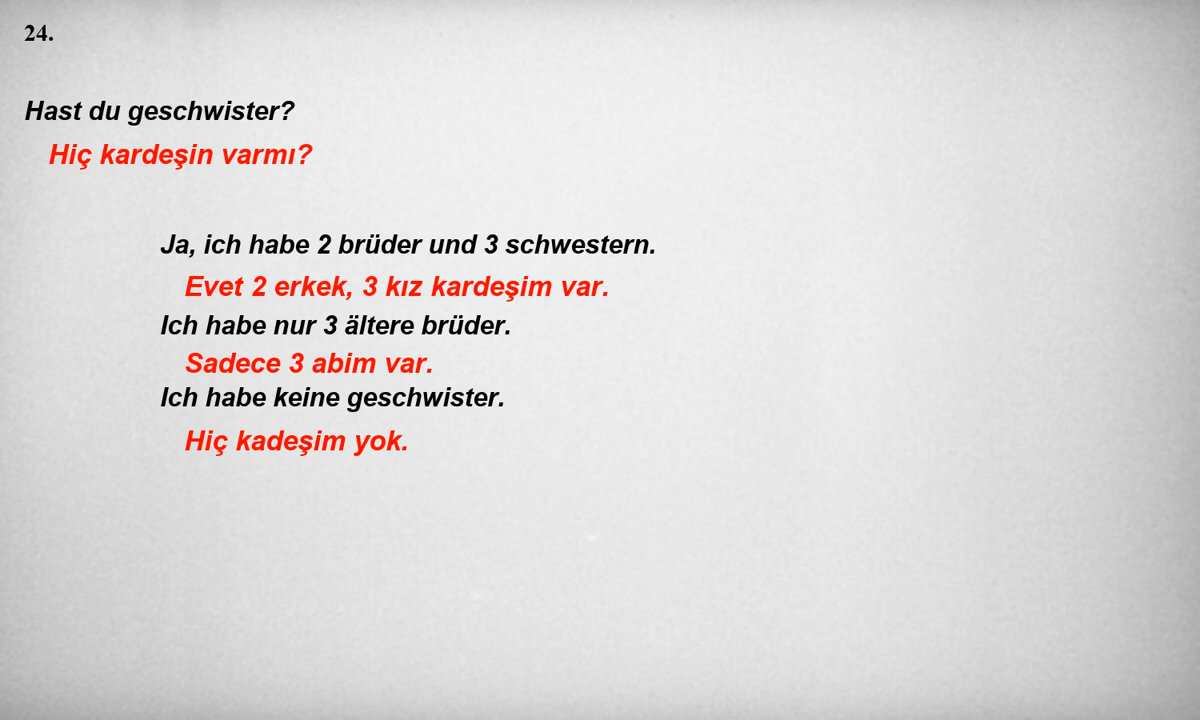 24.
Hast du geschwister?
Hiç kardeşin varmı?
Ja, ich habe 2 brüder und 3 schwestern.
Evet 2 erkek, 3 kız kardeşim var.
Ich habe nur 3 ältere brüder.
Sadece 3 abim var.
Ich habe keine geschwister.
Hiç kadeşim yok.